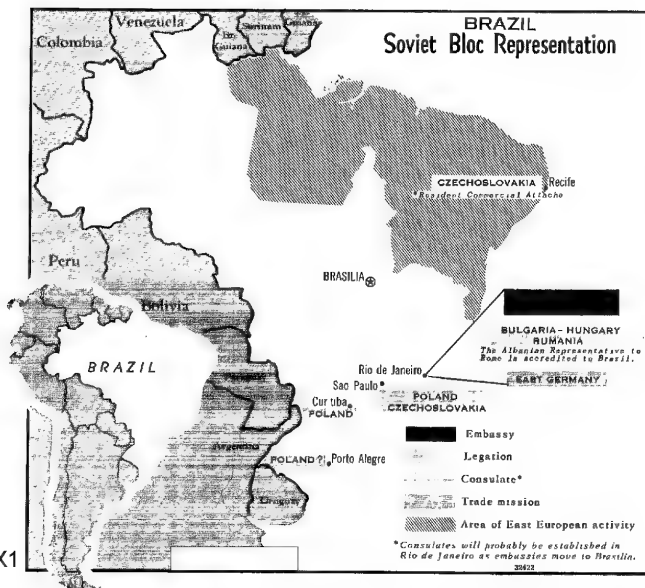 BRAZIL
Soviet Bloc Representation
Venezuela
Colombia
Br.
Guiana
Surinam
Guiana
CZECHOSLOVAKIA
Recife
*Resident Commercial Attache
Peru
BRASILIA
Bolivia
BULGARIA-HUNGARY
RUMANIA
The Albanian Representative to
Rome is accredited to Brazil.
BRAZIL
Rio de Janeiro
EAST GERMANY
Sao Paulo
Curitiba
POLAND
POLAND
CZECHOSLOVAKIA
Embassy
Argentina
Legation
POLAND ?
Porto Alegre
Consulate*
Uruguay
Trade mission
Area of East European activity
*Consulates will probably be established in
Rio de Janeiro as embassies move to Brasilia.
32422
X1